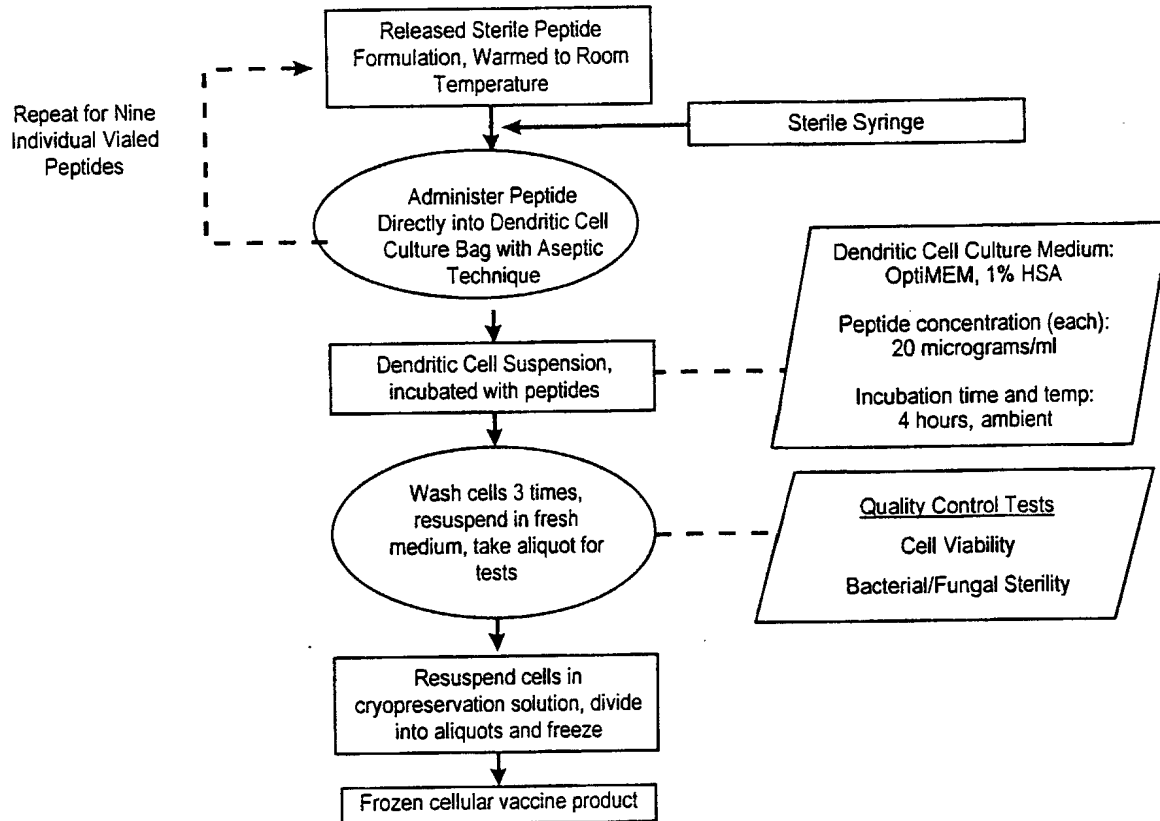 Released Sterile Peptide
Formulation, Warmed to Room
Temperature
Repeat for Nine
Individual Vialed
Peptides
Sterile Syringe
Administer Peptide
Directly into Dendritic Cell
Culture Bag with Aseptic
Technique
Dendritic Cell Culture Medium:
OptiMEM, 1% HSA
Peptide concentration (each):
20 micrograms/ml
Incubation time and temp:
4 hours, ambient
Dendritic Cell Suspension,
incubated with peptides
Wash cells 3 times,
resuspend in fresh
medium, take aliquot for
tests
Quality Control Tests
Cell Viability
Bacterial/Fungal Sterility
Resuspend cells in
cryopreservation solution, divide
into aliquots and freeze
Frozen cellular vaccine product